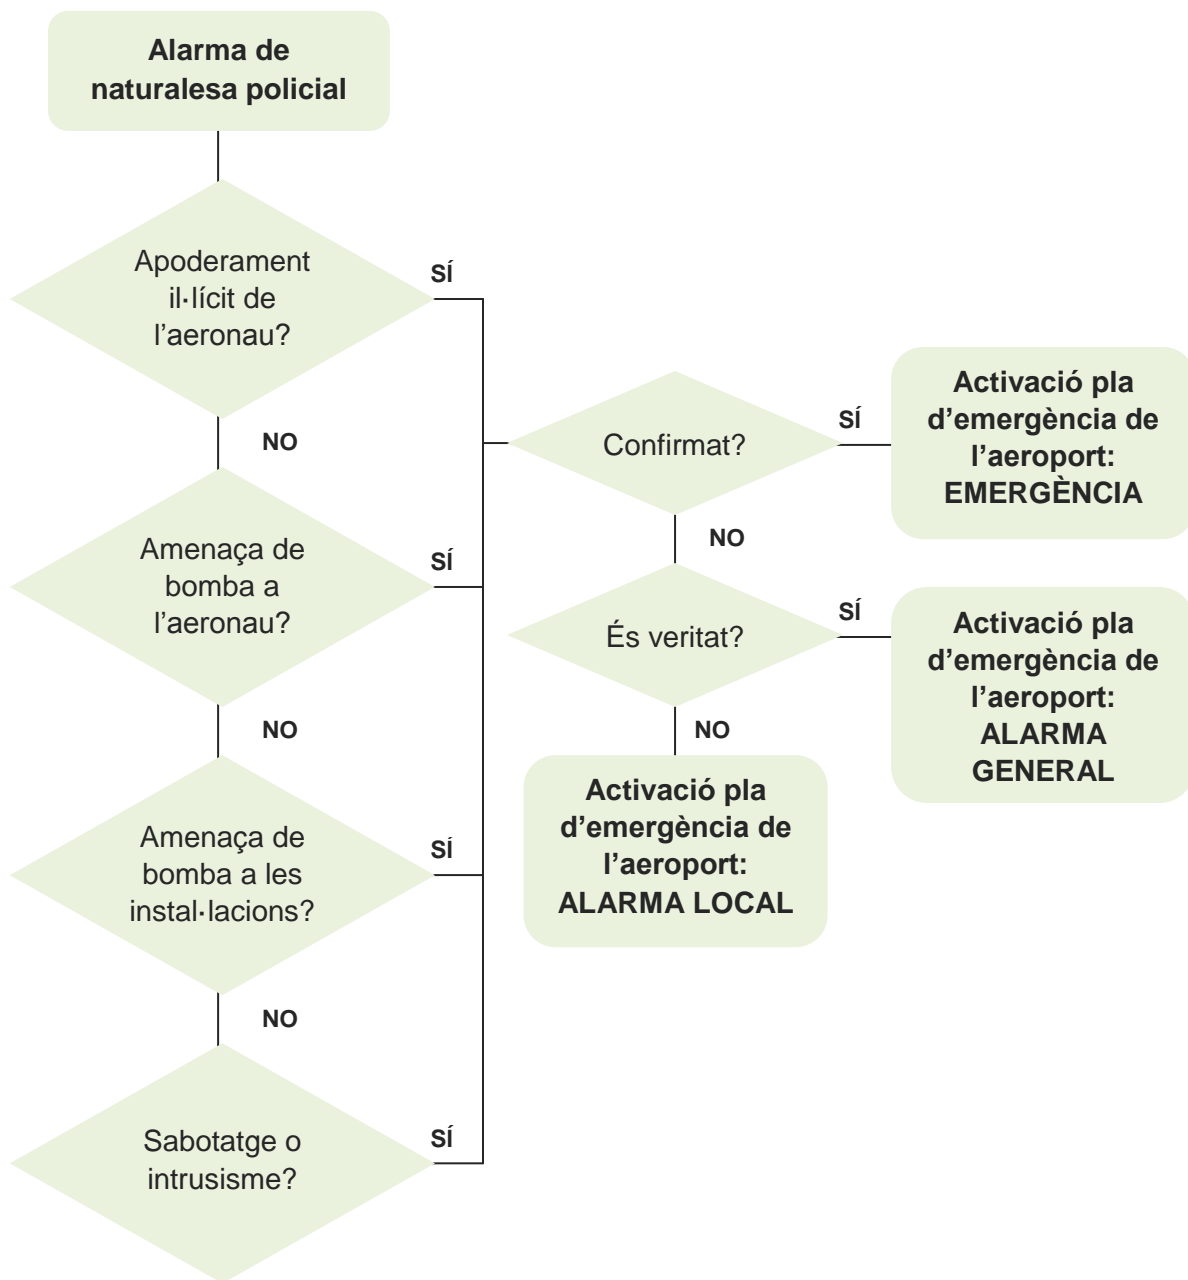 Alarma de
naturalesa policial
Apoderament
il·lícit de
l’aeronau?
SÍ
NO
Amenaça de
bomba a
l’aeronau?
SÍ
NO
Amenaça de
bomba a les
instal·lacions?
SÍ
NO
Sabotatge o
intrusisme?
SÍ
Confirmat?
SÍ
Activació pla
d’emergència de
l’aeroport:
EMERGÈNCIA
NO
És veritat?
SÍ
Activació pla
d’emergència de
l’aeroport:
ALARMA
GENERAL
NO
Activació pla
d’emergència de
l’aeroport:
ALARMA LOCAL